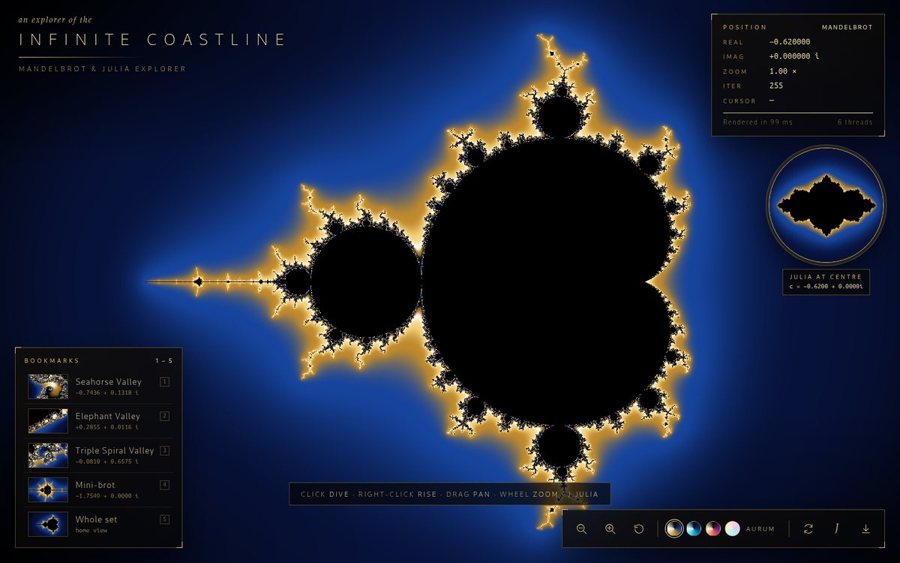 an explorer of the
INFINITE COASTLINE
MANDELBROT & JULIA EXPLORER
POSITION MANDELBROT
REAL −0.620000
IMAG +0.000000 i
ZOOM 1.00 ×
ITER 255
CURSOR —
Rendered in 99 ms 6 threads
JULIA AT CENTRE
c = −0.6200 + 0.0000i
BOOKMARKS 1 – 5
Seahorse Valley 1
−0.7436 + 0.1318 i
Elephant Valley 2
+0.2855 + 0.0116 i
Triple Spiral Valley 3
−0.0810 + 0.6575 i
Mini-brot 4
−1.7549 + 0.0000 i
Whole set 5
home view
CLICK DIVE · RIGHT-CLICK RISE · DRAG PAN · WHEEL ZOOM · J JULIA
AURUM